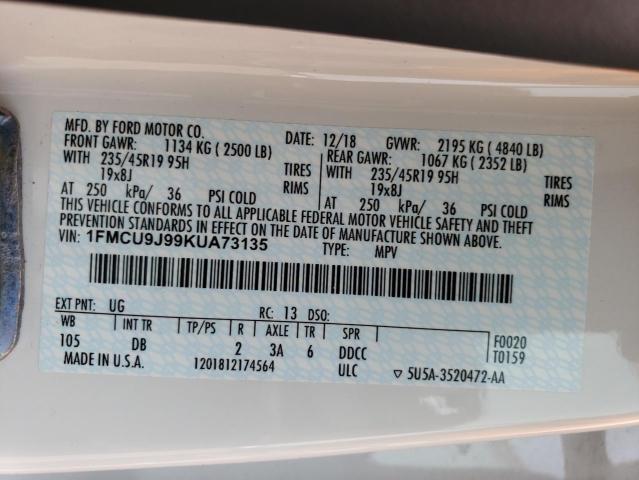 MFD. BY FORD MOTOR CO. DATE: 12/18 GVWR: 2195 KG ( 4840 LB)
FRONT GAWR: 1134 KG ( 2500 LB) REAR GAWR: 1067 KG ( 2352 LB)
WITH 235/45R19 95H TIRES WITH 235/45R19 95H TIRES
19x8J RIMS 19x8J RIMS
AT 250 kPa/ 36 PSI COLD AT 250 kPa/ 36 PSI COLD
THIS VEHICLE CONFORMS TO ALL APPLICABLE FEDERAL MOTOR VEHICLE SAFETY AND THEFT
PREVENTION STANDARDS IN EFFECT ON THE DATE OF MANUFACTURE SHOWN ABOVE.
VIN: 1FMCU9J99KUA73135 TYPE: MPV
EXT PNT: UG RC: 13 DSO:
WB INT TR TP/PS R AXLE TR SPR F0020
105 DB 2 3A 6 DDCC T0159
MADE IN U.S.A. 1201812174564 ULC ▽ 5U5A-3520472-AA